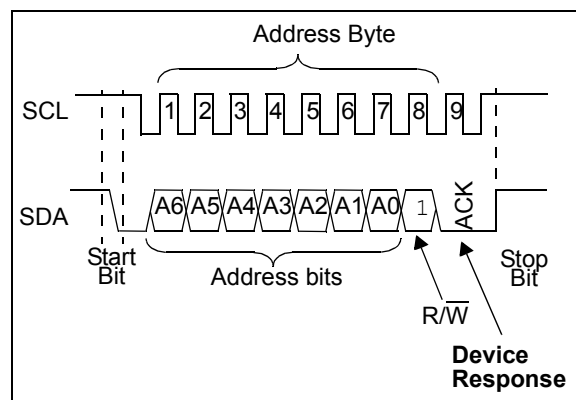 Address Byte
SCL 1 2 3 4 5 6 7 8 9
SDA A6 A5 A4 A3 A2 A1 A0 1 ACK
Start
Bit
Address bits
Stop
Bit
R/W̅
Device
Response